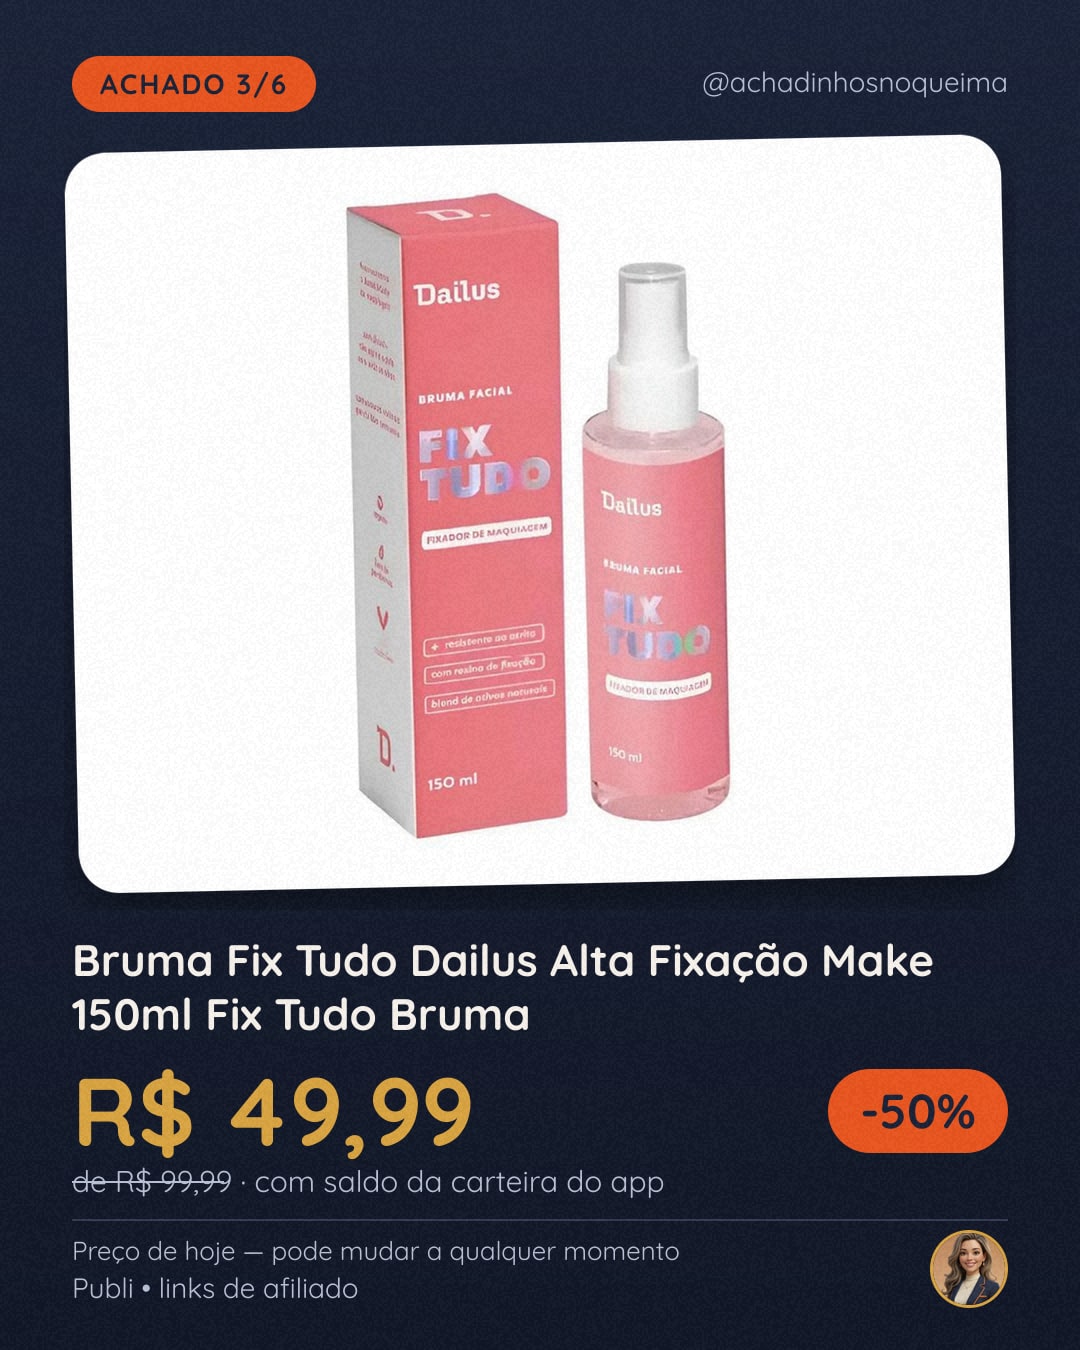 ACHADO 3/6
@achadinhosnoqueima
D.
Dailus
BRUMA FACIAL
FIX
TUDO
FIXADOR DE MAQUIAGEM
+ resistente ao atrito
com resina de fixação
blend de ativos naturais
150 ml
D.
Dailus
BRUMA FACIAL
FIX
TUDO
FIXADOR DE MAQUIAGEM
150 ml
Bruma Fix Tudo Dailus Alta Fixação Make
150ml Fix Tudo Bruma
R$ 49,99
-50%
de R$ 99,99 · com saldo da carteira do app
Preço de hoje — pode mudar a qualquer momento
Publi • links de afiliado